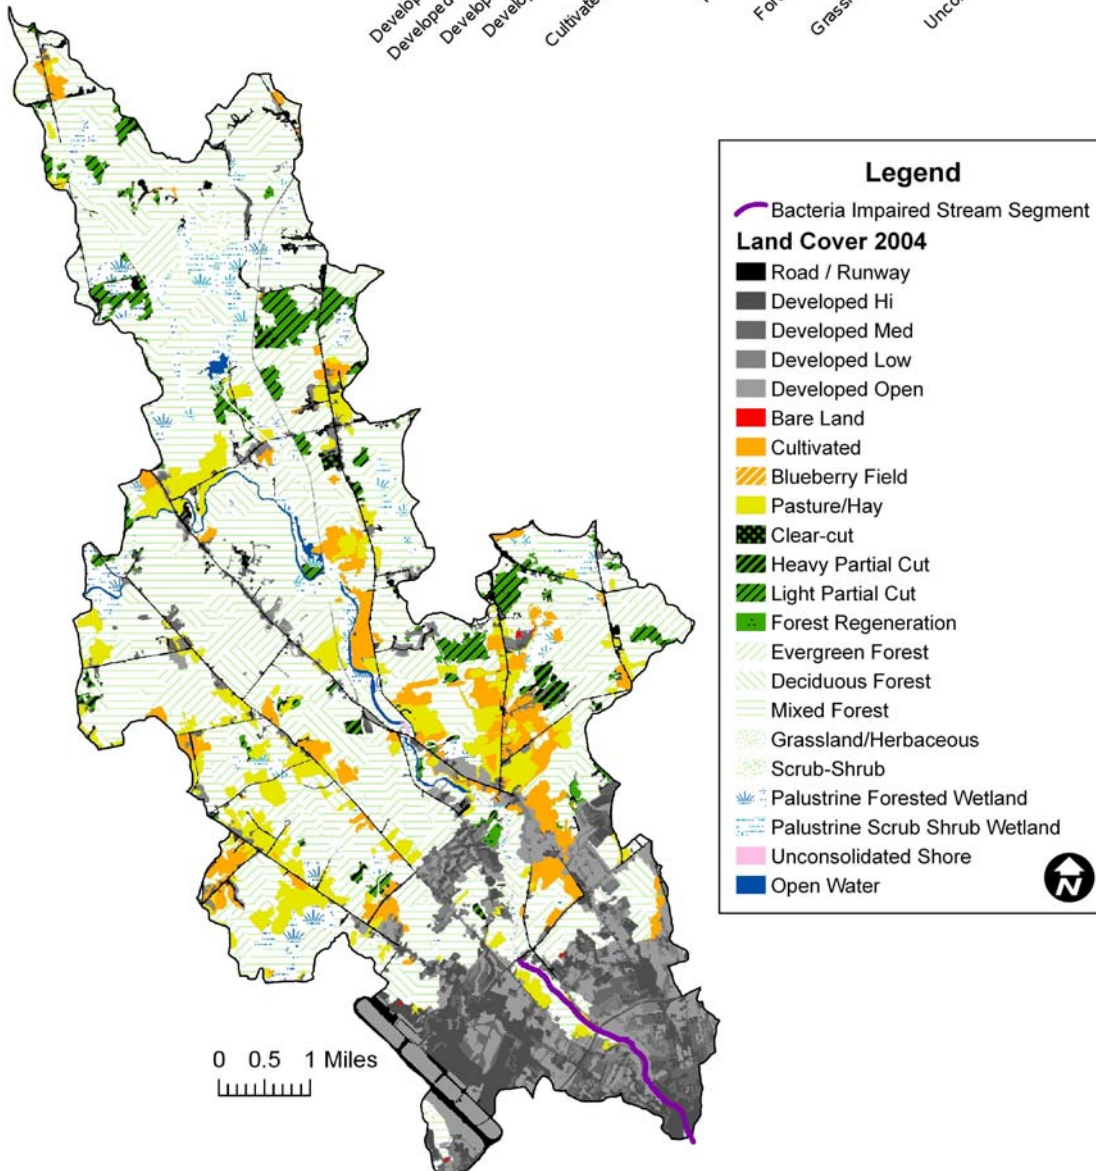 Cultivate
Legend
Bacteria Impaired Stream Segment
Land Cover 2004
Road / Runway
Developed Hi
Developed Med
Developed Low
Developed Open
Bare Land
Cultivated
Blueberry Field
Pasture/Hay
Clear-cut
Heavy Partial Cut
Light Partial Cut
Forest Regeneration
Evergreen Forest
Deciduous Forest
Mixed Forest
Grassland/Herbaceous
Scrub-Shrub
Palustrine Forested Wetland
Palustrine Scrub Shrub Wetland
Unconsolidated Shore
Open Water
N
0 0.5 1 Miles